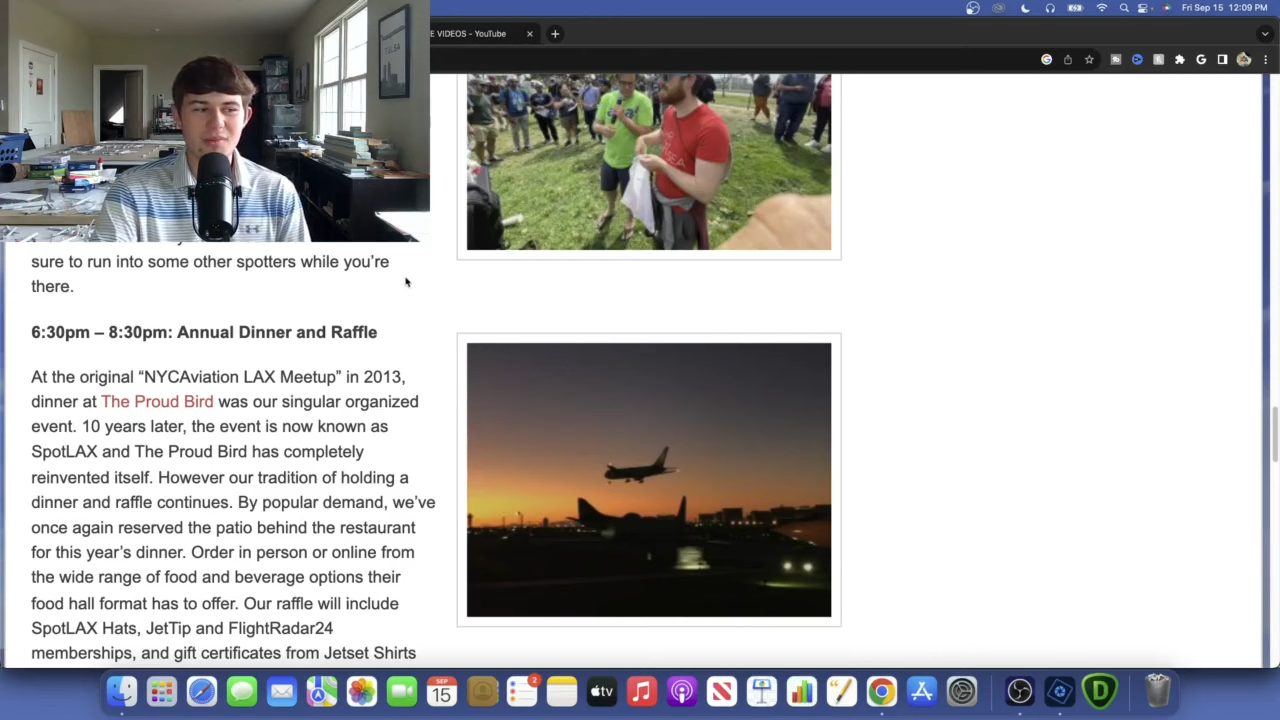 Fri Sep 15 12:09 PM
E VIDEOS - YouTube
TULSA
sure to run into some other spotters while you're
there.
6:30pm – 8:30pm: Annual Dinner and Raffle
At the original “NYCAviation LAX Meetup” in 2013,
dinner at The Proud Bird was our singular organized
event. 10 years later, the event is now known as
SpotLAX and The Proud Bird has completely
reinvented itself. However our tradition of holding a
dinner and raffle continues. By popular demand, we’ve
once again reserved the patio behind the restaurant
for this year’s dinner. Order in person or online from
the wide range of food and beverage options their
food hall format has to offer. Our raffle will include
SpotLAX Hats, JetTip and FlightRadar24
memberships, and gift certificates from Jetset Shirts
SEP
15
2
tv